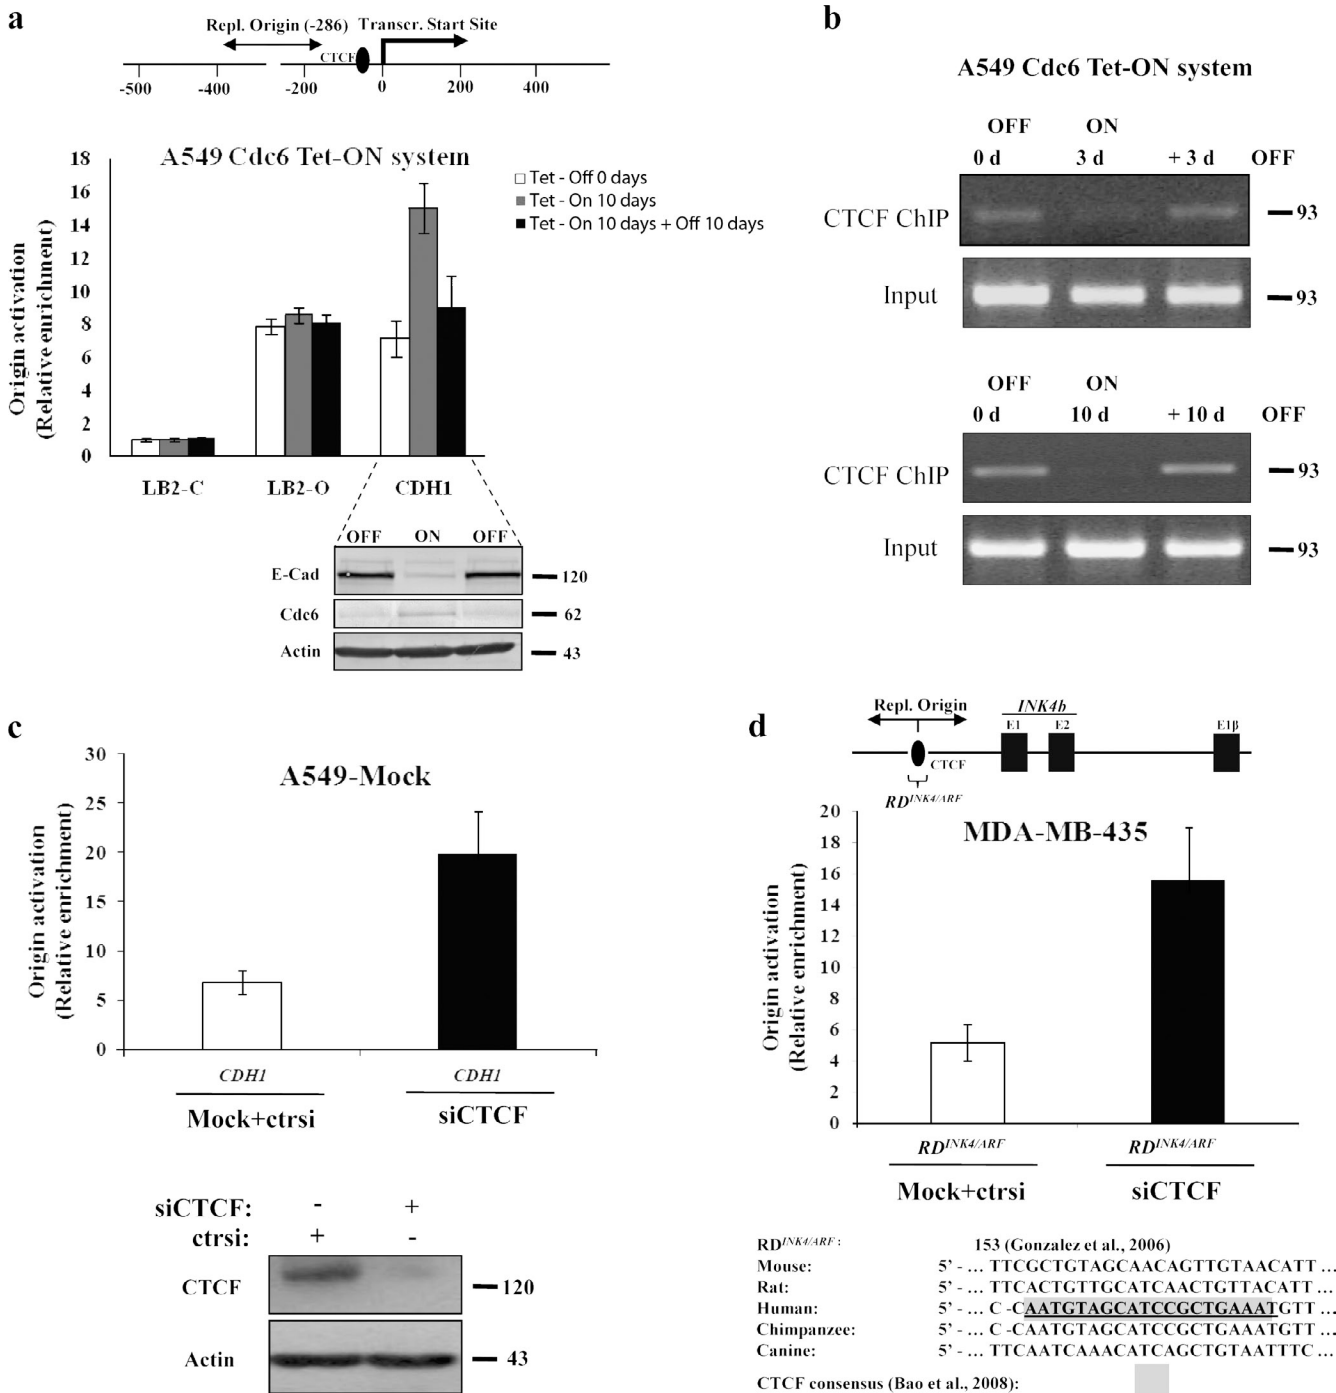 a
Repl. Origin (-286)
Transcr. Start Site
CTCF
-500 -400 -200 0 200 400
A549 Cdc6 Tet-ON system
Tet - Off 0 days
Tet - On 10 days
Tet - On 10 days + Off 10 days
Origin activation
(Relative enrichment)
18
16
14
12
10
8
6
4
2
0
LB2-C LB2-O CDH1
OFF ON OFF
E-Cad 120
Cdc6 62
Actin 43
b
A549 Cdc6 Tet-ON system
OFF ON
0 d 3 d + 3 d OFF
CTCF ChIP 93
Input 93
OFF ON
0 d 10 d + 10 d OFF
CTCF ChIP 93
Input 93
c
A549-Mock
Origin activation
(Relative enrichment)
30
25
20
15
10
5
0
CDH1 CDH1
Mock+ctrsi siCTCF
siCTCF: - +
ctrsi: + -
CTCF 120
Actin 43
d
Repl. Origin
INK4b
E1 E2 E1β
CTCF
RD^INK4/ARF
MDA-MB-435
Origin activation
(Relative enrichment)
20
18
16
14
12
10
8
6
4
2
0
RD^INK4/ARF RD^INK4/ARF
Mock+ctrsi siCTCF
RD^INK4/ARF: 153 (Gonzalez et al., 2006)
Mouse: 5' - ... TTCGCTGTAGCAACAGTTGTAACATT ...
Rat: 5' - ... TTCACTGTTGCATCAACTGTTACATT ...
Human: 5' - ... C -CAATGTAGCATCCGCTGAAATGTT ...
Chimpanzee: 5' - ... C -CAATGTAGCATCCGCTGAAATGTT ...
Canine: 5' - ... TTCAATCAAACATCAGCTGTAATTTC ...
CTCF consensus (Bao et al., 2008):